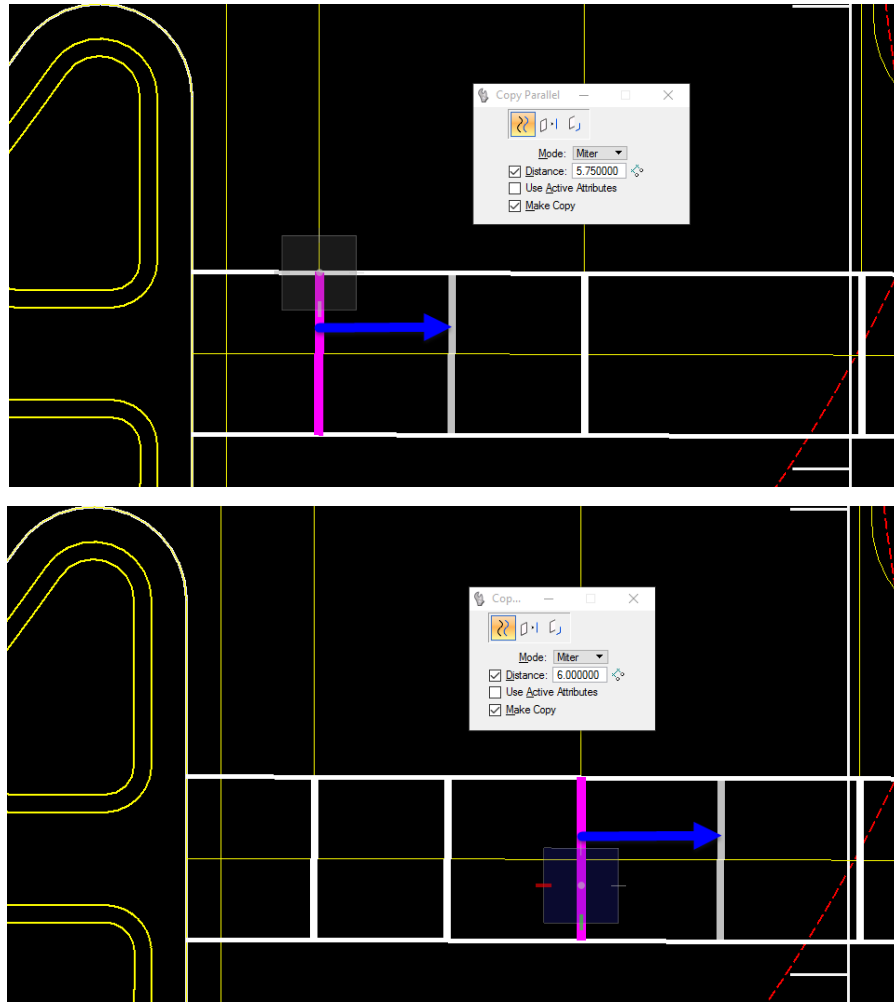 Copy Parallel
Mode: Miter
Distance: 5.750000
Use Active Attributes
Make Copy
Cop...
Mode: Miter
Distance: 6.000000
Use Active Attributes
Make Copy